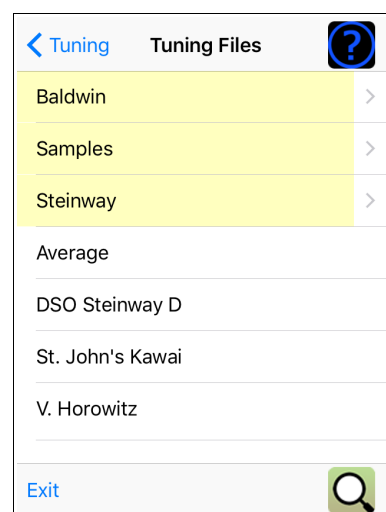 Tuning Tuning Files ?
Baldwin
Samples
Steinway
Average
DSO Steinway D
St. John's Kawai
V. Horowitz
Exit